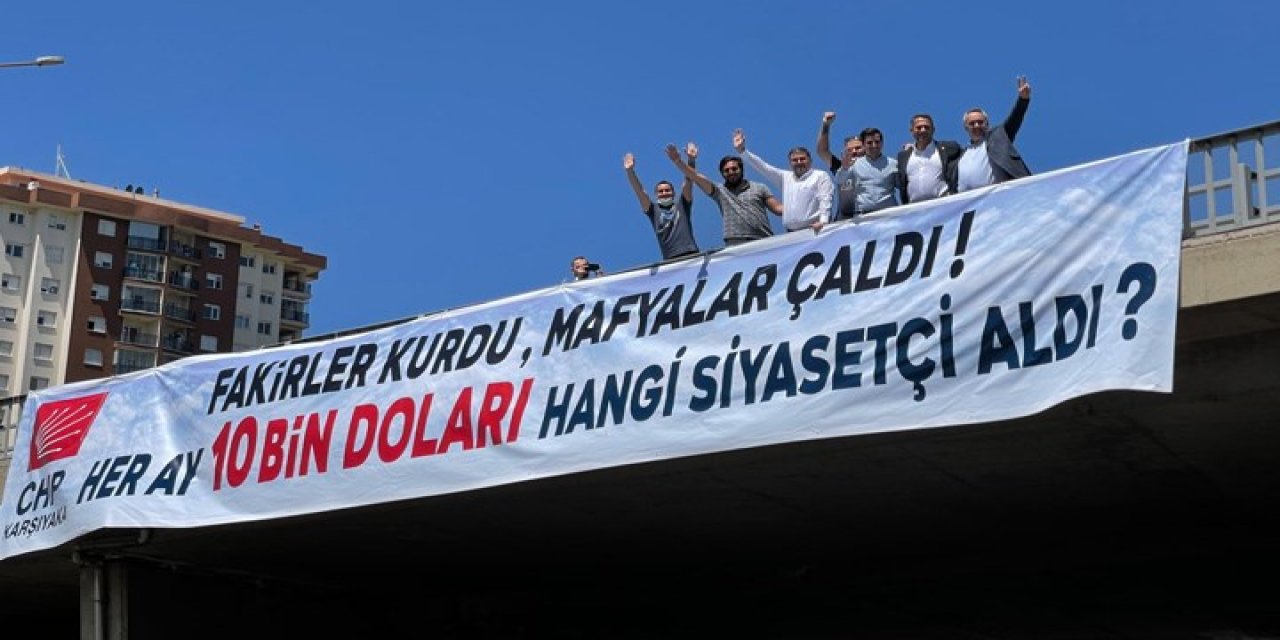 FAKİRLER KURDU, MAFYALAR ÇALDI!
HER AY 10 BİN DOLARI HANGİ SİYASETÇİ ALDI?
CHP
KARŞIYAKA